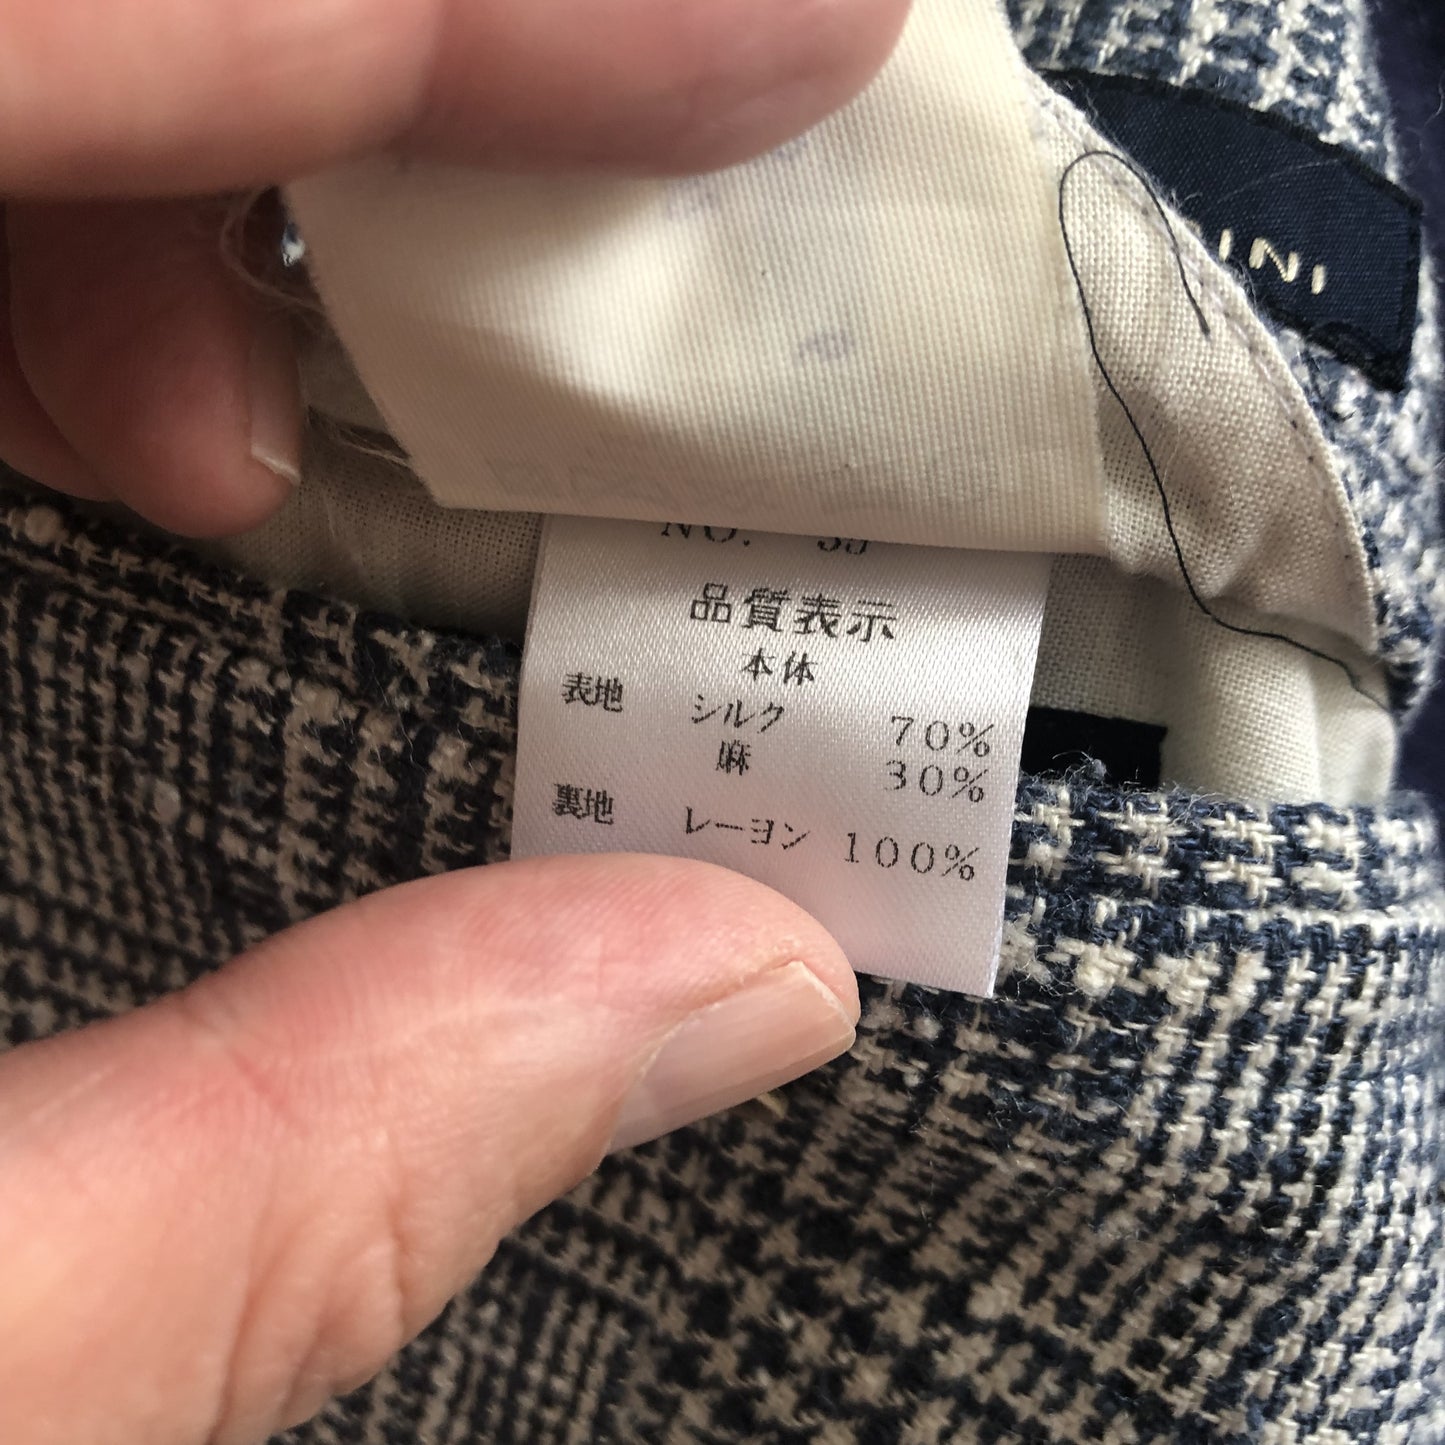 INI
品質表示
本体
表地 シルク 70%
麻 30%
裏地 レーヨン 100%